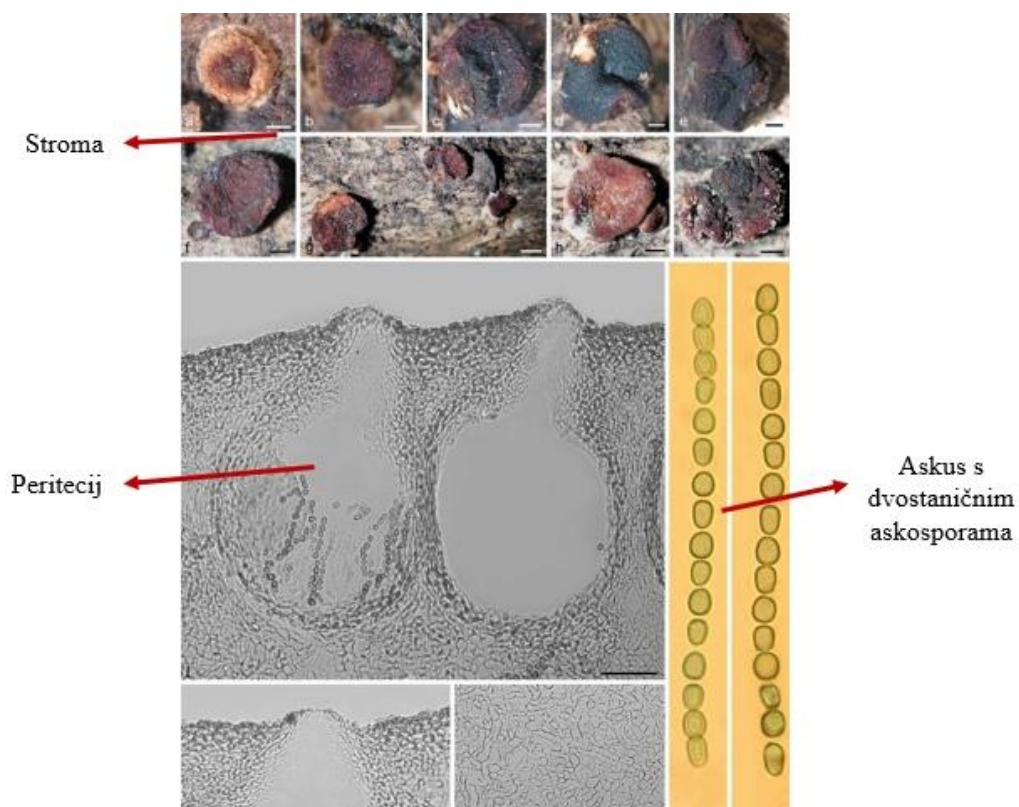 Stroma
a
b
c
d
e
f
g
h
i
Peritecij
Askus s
dvostaničnim
askosporama